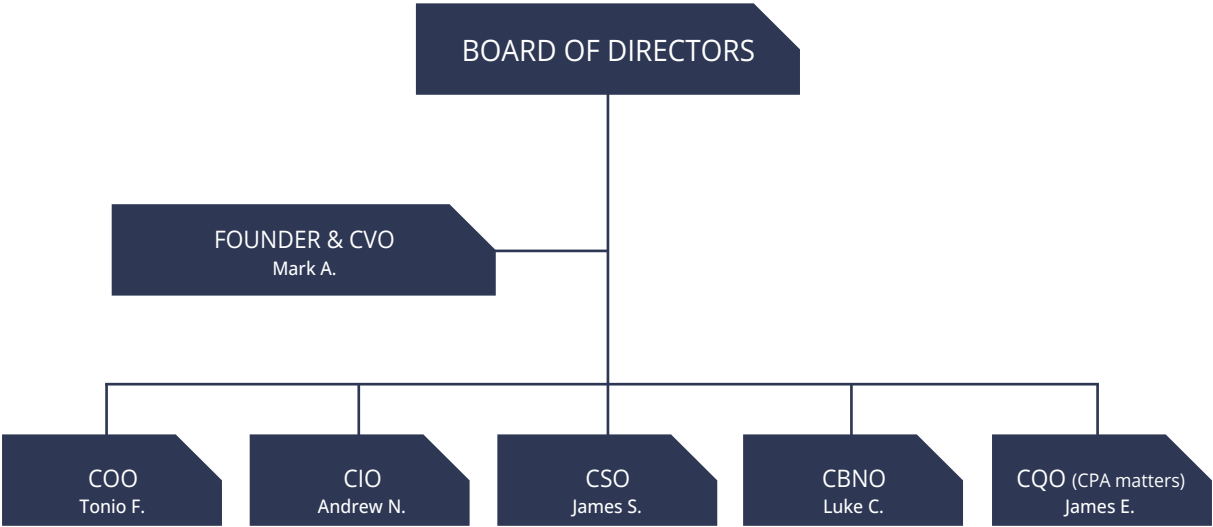 BOARD OF DIRECTORS
FOUNDER & CVO
Mark A.
COO
Tonio F.
CIO
Andrew N.
CSO
James S.
CBNO
Luke C.
CQO (CPA matters)
James E.